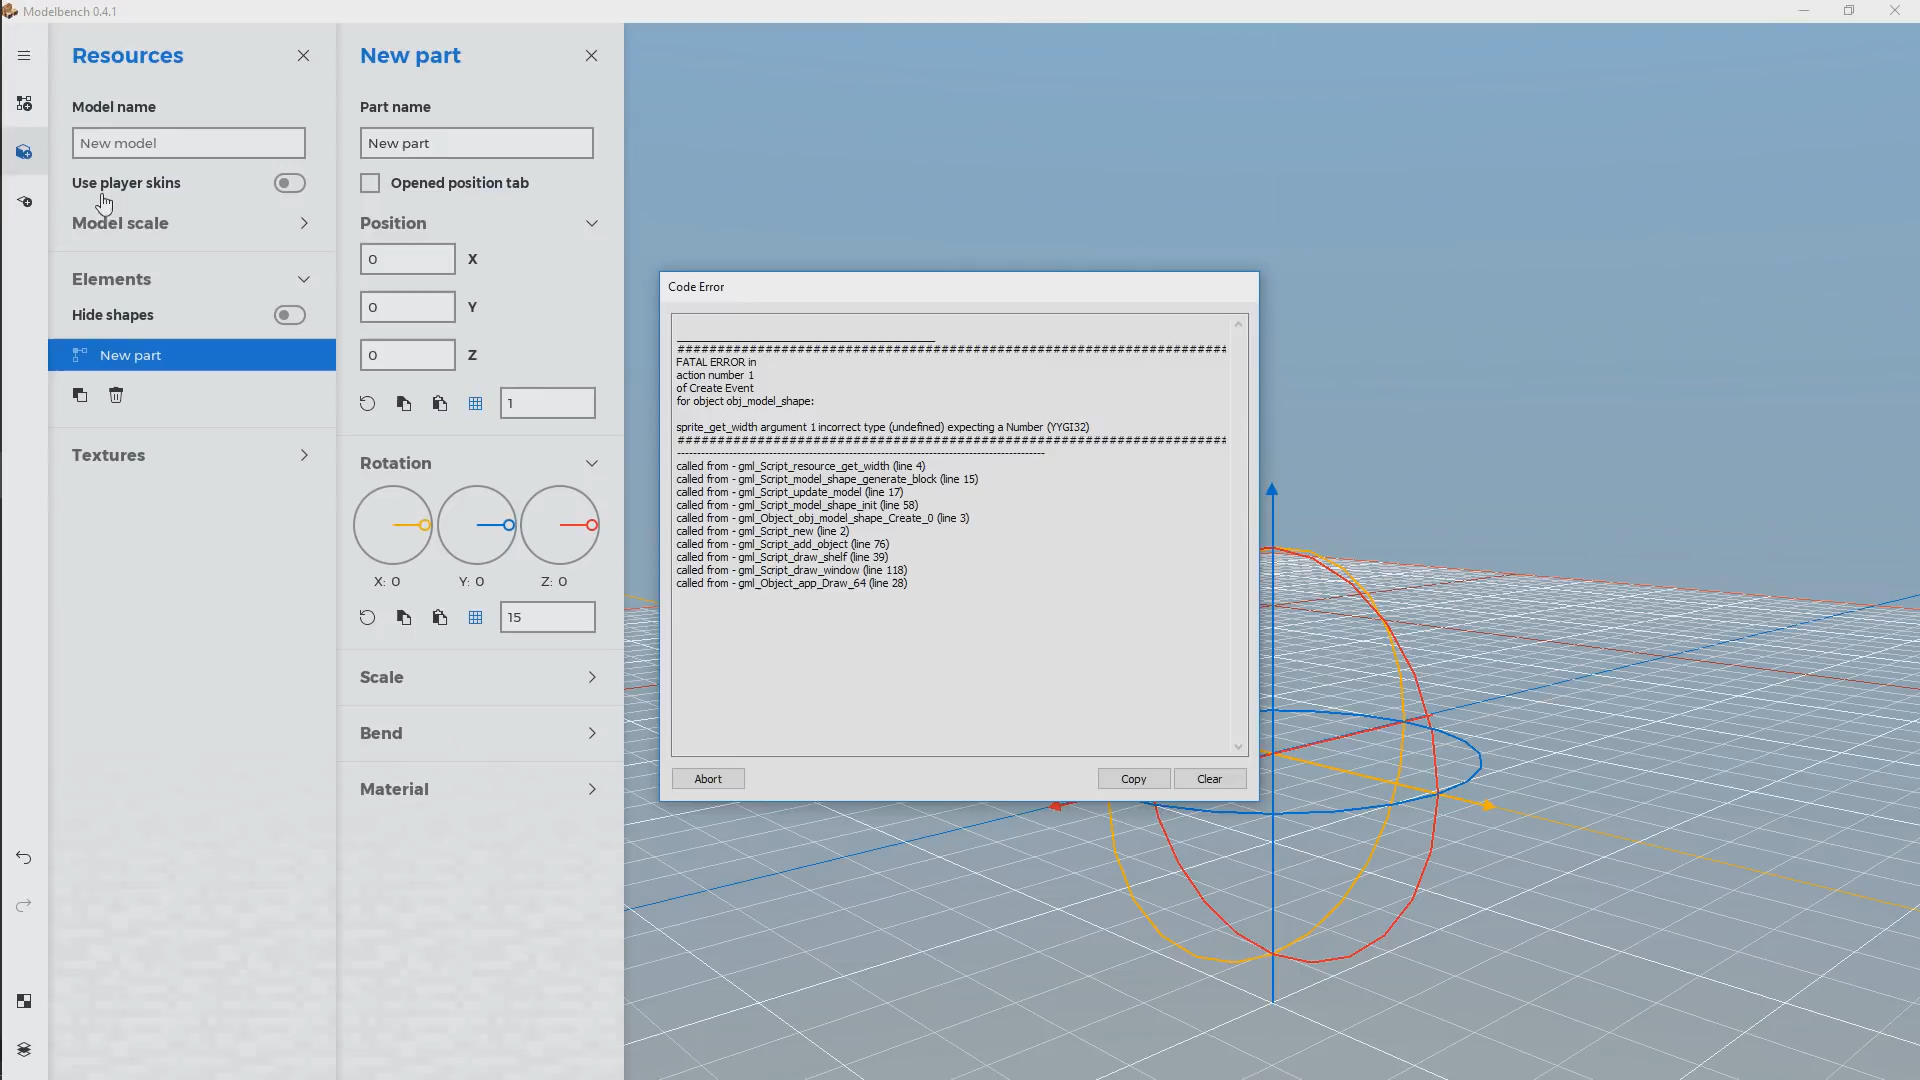 Modelbench 0.4.1
Resources
Model name
New model
Use player skins
Model scale
Elements
Hide shapes
New part
Textures
New part
Part name
New part
Opened position tab
Position
0 X
0 Y
0 Z
1
Rotation
X: 0 Y: 0 Z: 0
15
Scale
Bend
Material
Code Error
___________________________________________
############################################################################################
FATAL ERROR in
action number 1
of Create Event
for object obj_model_shape:
sprite_get_width argument 1 incorrect type (undefined) expecting a Number (YYGI32)
############################################################################################
--------------------------------------------------------------------------------------------
called from - gml_Script_resource_get_width (line 4)
called from - gml_Script_model_shape_generate_block (line 15)
called from - gml_Script_update_model (line 17)
called from - gml_Script_model_shape_init (line 58)
called from - gml_Object_obj_model_shape_Create_0 (line 3)
called from - gml_Script_new (line 2)
called from - gml_Script_add_object (line 76)
called from - gml_Script_draw_shelf (line 39)
called from - gml_Script_draw_window (line 118)
called from - gml_Object_app_Draw_64 (line 28)
Abort
Copy
Clear